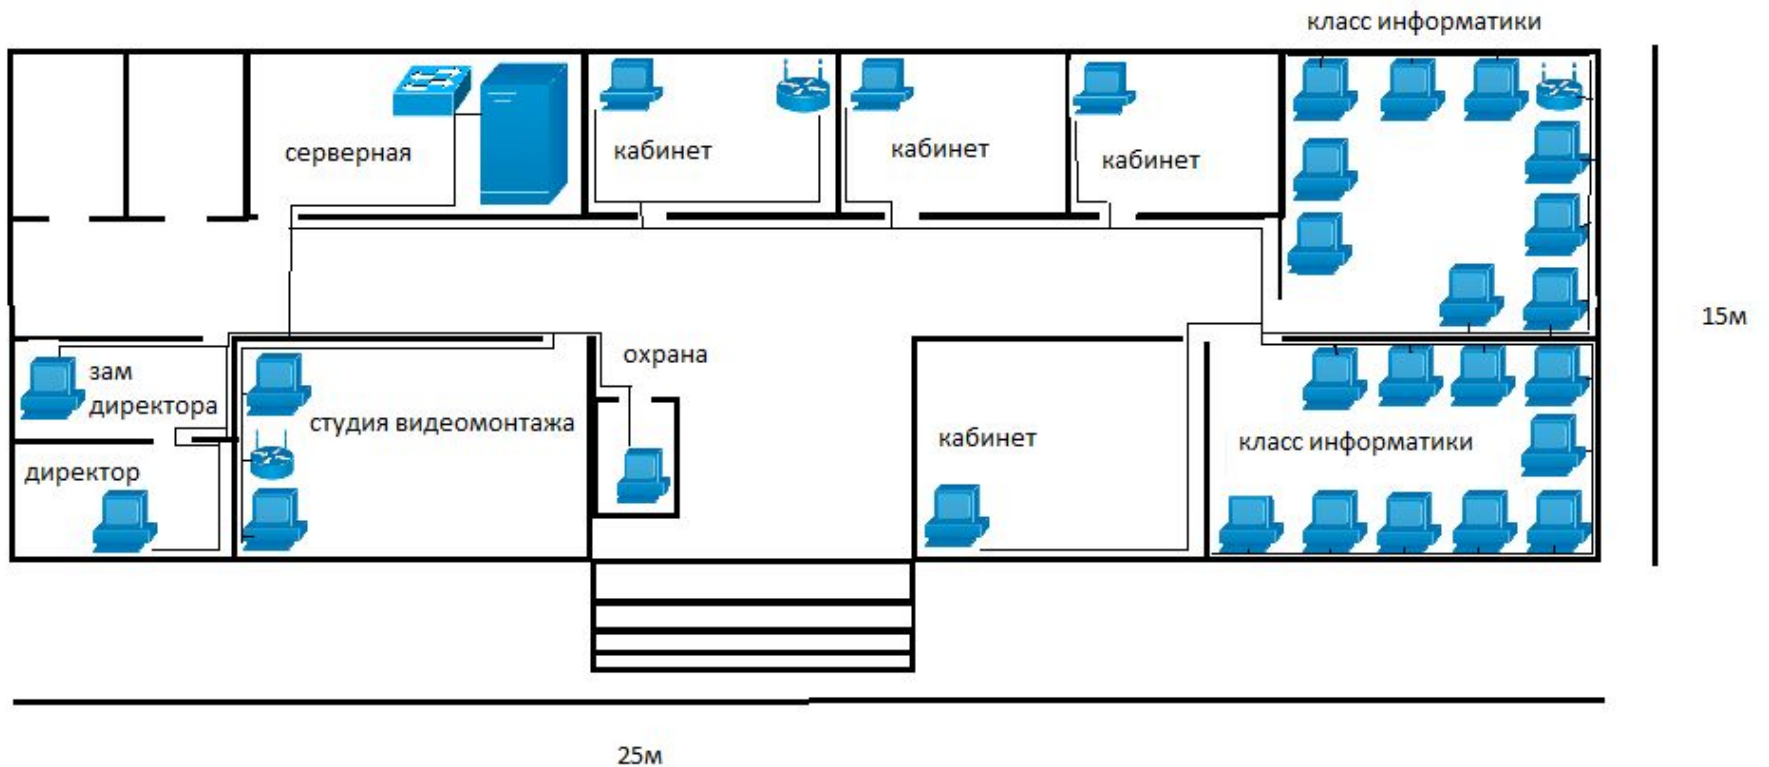 класс информатики
серверная
кабинет
кабинет
кабинет
15м
охрана
зам
директора
студия видеомонтажа
кабинет
класс информатики
директор
25м